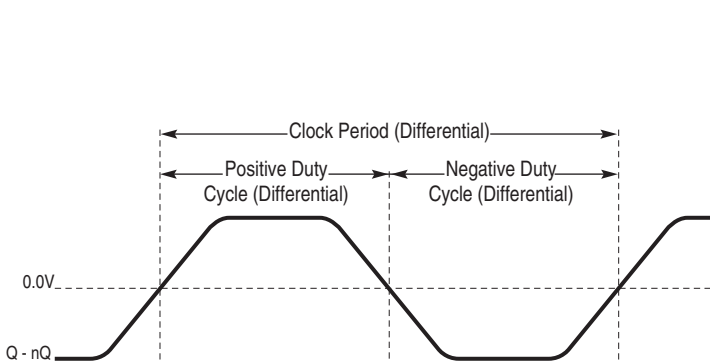 Clock Period (Differential)
Positive Duty
Cycle (Differential)
Negative Duty
Cycle (Differential)
0.0V
Q - nQ